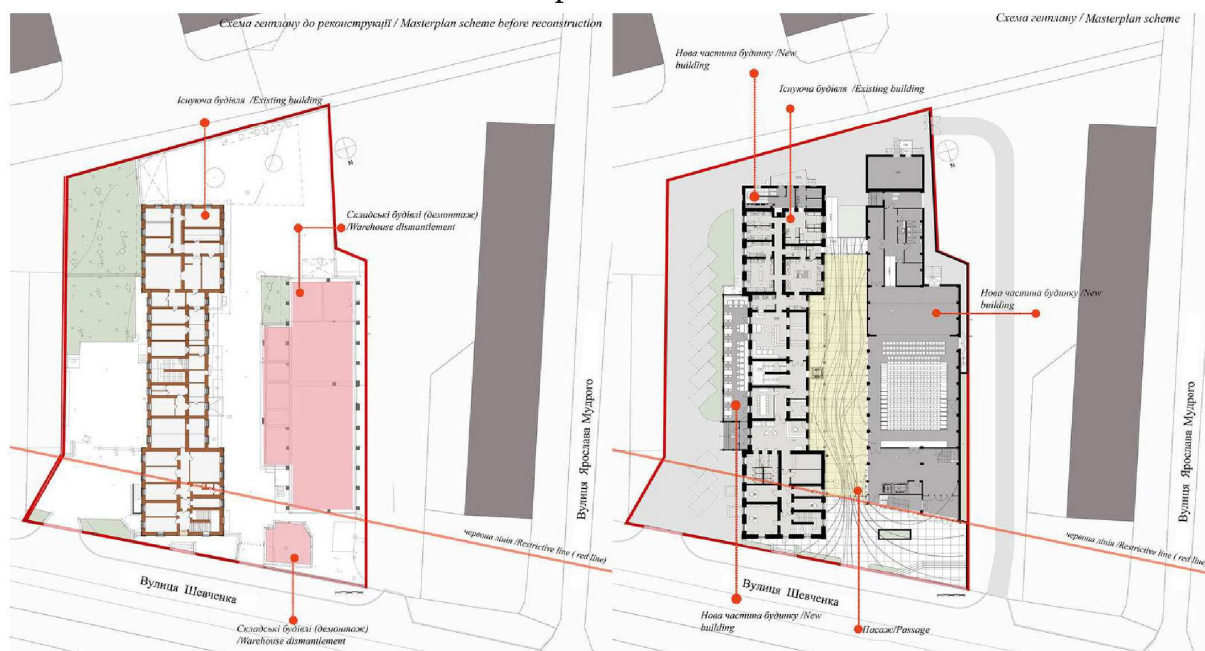 Схема генплану до реконструкції / Masterplan scheme before reconstruction
Існуюча будівля /Existing building
Складські будівлі (демонтаж)
/Warehouse dismantlement
Вулиця Ярослава Мудрого
червона лінія /Restrictive line ( red line)
Вулиця Шевченка
Складські будівлі (демонтаж)
/Warehouse dismantlement
Схема генплану / Masterplan scheme
Нова частина будинку /New
building
Існуюча будівля /Existing building
Нова частина будинку /New
building
Вулиця Ярослава Мудрого
червона лінія /Restrictive line ( red line)
Вулиця Шевченка
Нова частина будинку /New
building
Пасаж/Passage